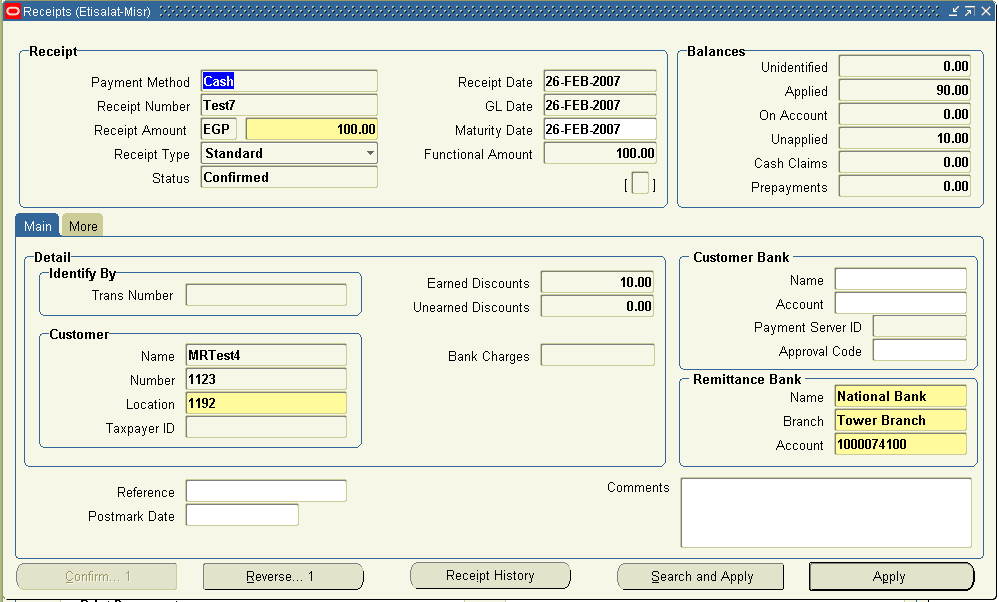 Receipts (Etisalat-Misr)
Receipt
Payment Method Cash
Receipt Number Test7
Receipt Amount EGP 100.00
Receipt Type Standard
Status Confirmed
Receipt Date 26-FEB-2007
GL Date 26-FEB-2007
Maturity Date 26-FEB-2007
Functional Amount 100.00
[ ]
Balances
Unidentified 0.00
Applied 90.00
On Account 0.00
Unapplied 10.00
Cash Claims 0.00
Prepayments 0.00
Main More
Detail
Identify By
Trans Number
Customer
Name MRTest4
Number 1123
Location 1192
Taxpayer ID
Earned Discounts 10.00
Unearned Discounts 0.00
Bank Charges
Customer Bank
Name
Account
Payment Server ID
Approval Code
Remittance Bank
Name National Bank
Branch Tower Branch
Account 1000074100
Reference
Postmark Date
Comments
Confirm... 1 Reverse... 1 Receipt History Search and Apply Apply